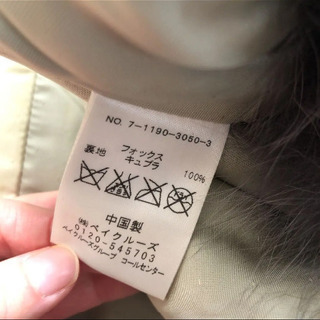 NO. 7-1190-3050-3
フォックス
裏地 キュプラ 100%
中国製
㈱ベイクルーズ
0120-545703
ベイクルーズグループ コールセンター